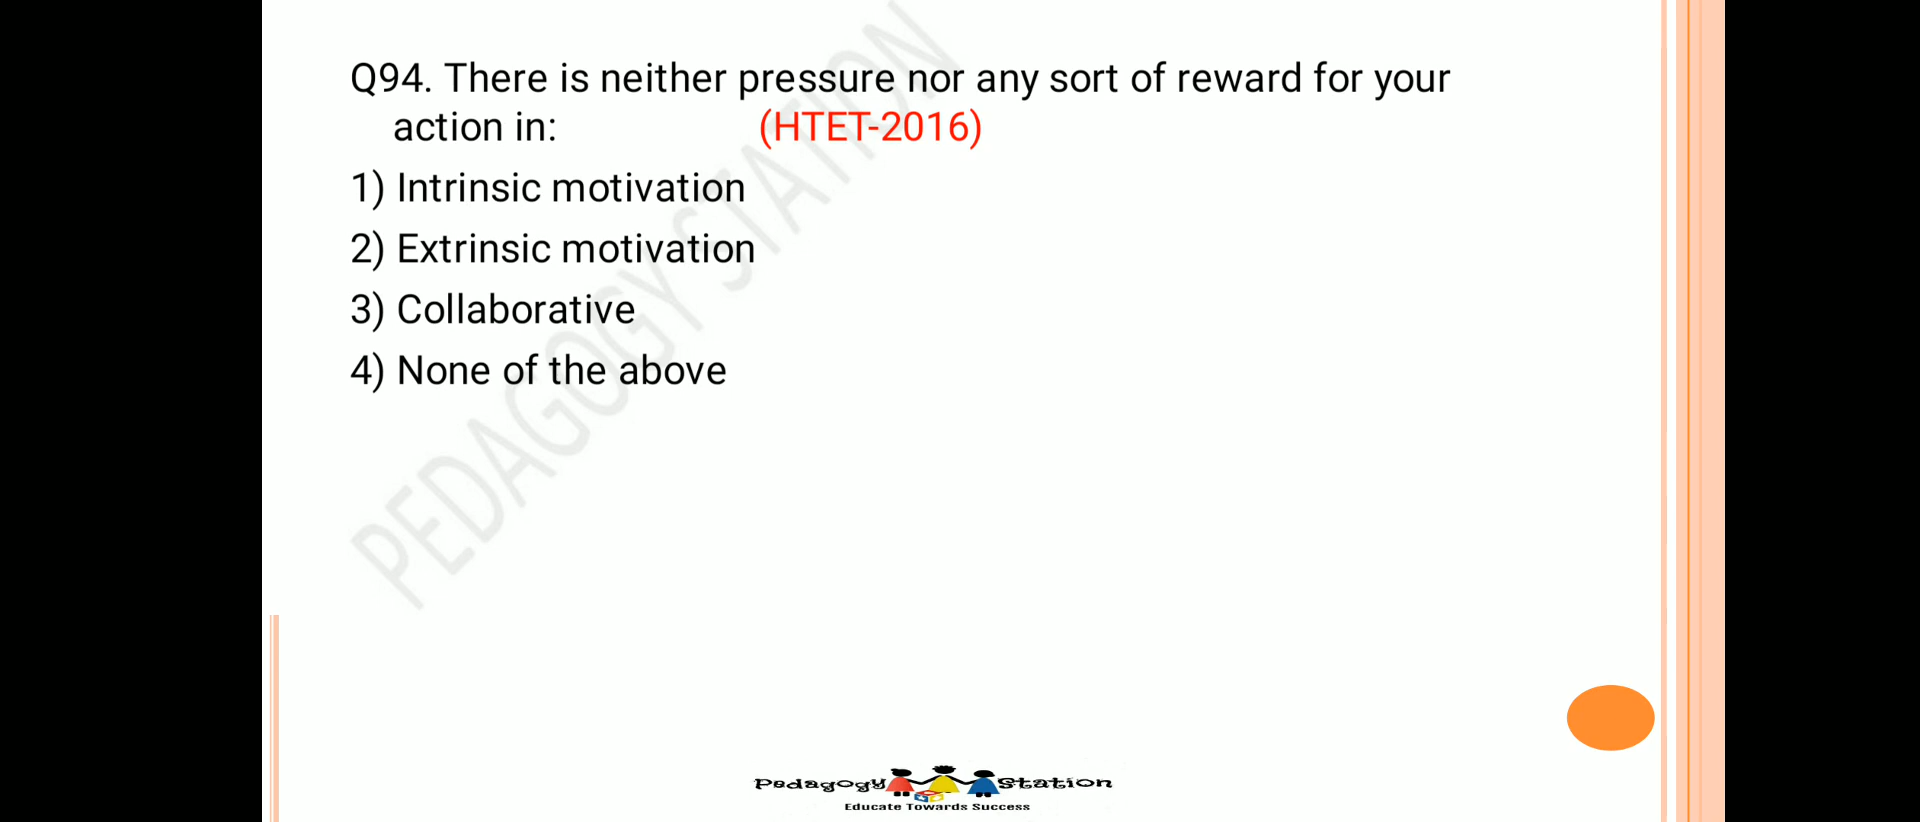 Q94. There is neither pressure nor any sort of reward for your
action in: (HTET-2016)
1) Intrinsic motivation
2) Extrinsic motivation
3) Collaborative
4) None of the above
PEDAGOGY STATION
Pedagogy Station
Educate Towards Success